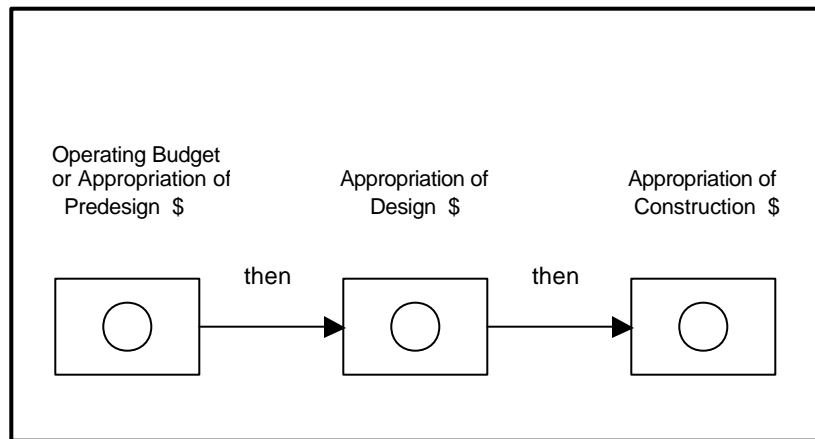 Operating Budget
or Appropriation of
Predesign $
Appropriation of
Design $
Appropriation of
Construction $
then
then